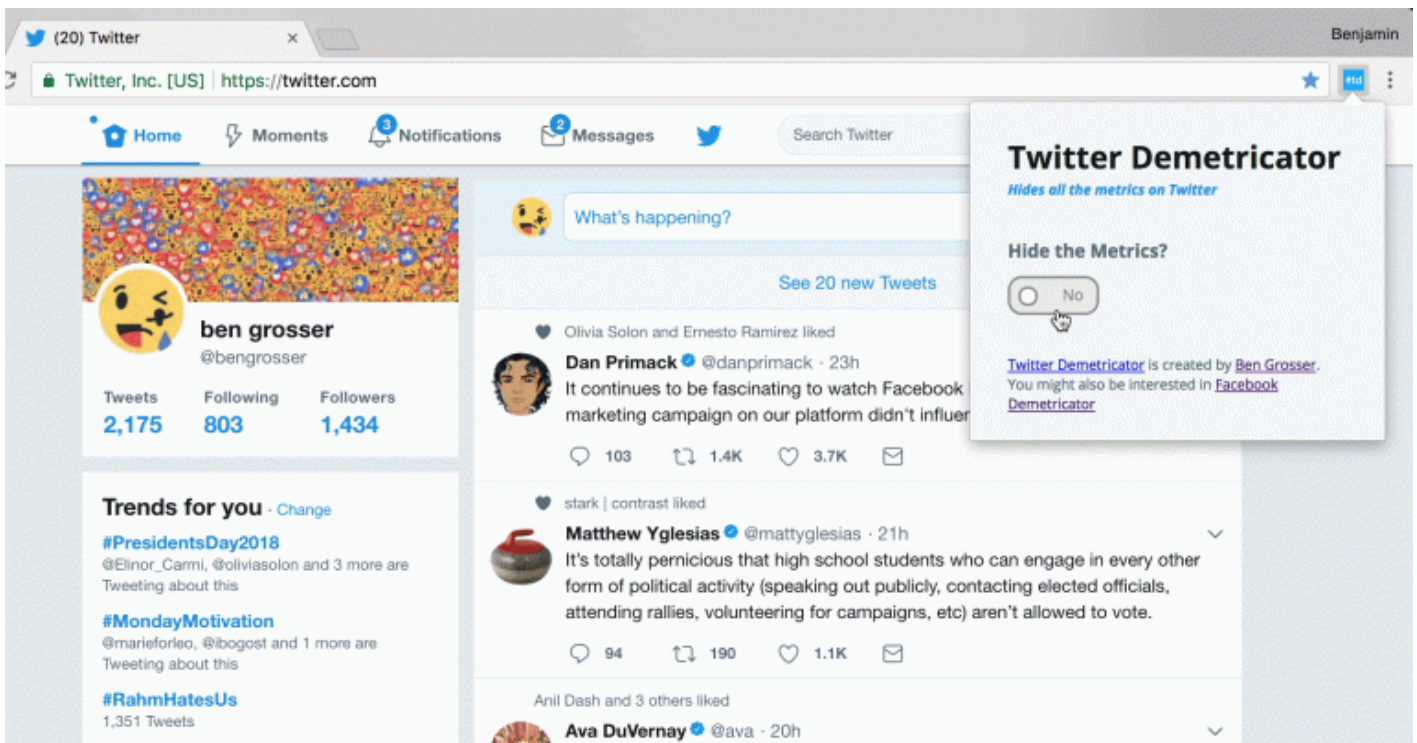 (20) Twitter
Benjamin
Twitter, Inc. [US] https://twitter.com
#td
Home
Moments
3
Notifications
2
Messages
Search Twitter
Twitter Demetricator
Hides all the metrics on Twitter
Hide the Metrics?
No
Twitter Demetricator is created by Ben Grosser.
You might also be interested in Facebook
Demetricator
ben grosser
@bengrosser
Tweets Following Followers
2,175 803 1,434
Trends for you · Change
#PresidentsDay2018
@Elinor_Carmi, @oliviasolon and 3 more are
Tweeting about this
#MondayMotivation
@marieforleo, @ibogost and 1 more are
Tweeting about this
#RahmHatesUs
1,351 Tweets
What's happening?
See 20 new Tweets
Olivia Solon and Ernesto Ramirez liked
Dan Primack @danprimack · 23h
It continues to be fascinating to watch Facebook
marketing campaign on our platform didn't influer
103 1.4K 3.7K
stark | contrast liked
Matthew Yglesias @mattyglesias · 21h
It's totally pernicious that high school students who can engage in every other
form of political activity (speaking out publicly, contacting elected officials,
attending rallies, volunteering for campaigns, etc) aren't allowed to vote.
94 190 1.1K
Anil Dash and 3 others liked
Ava DuVernay @ava · 20h